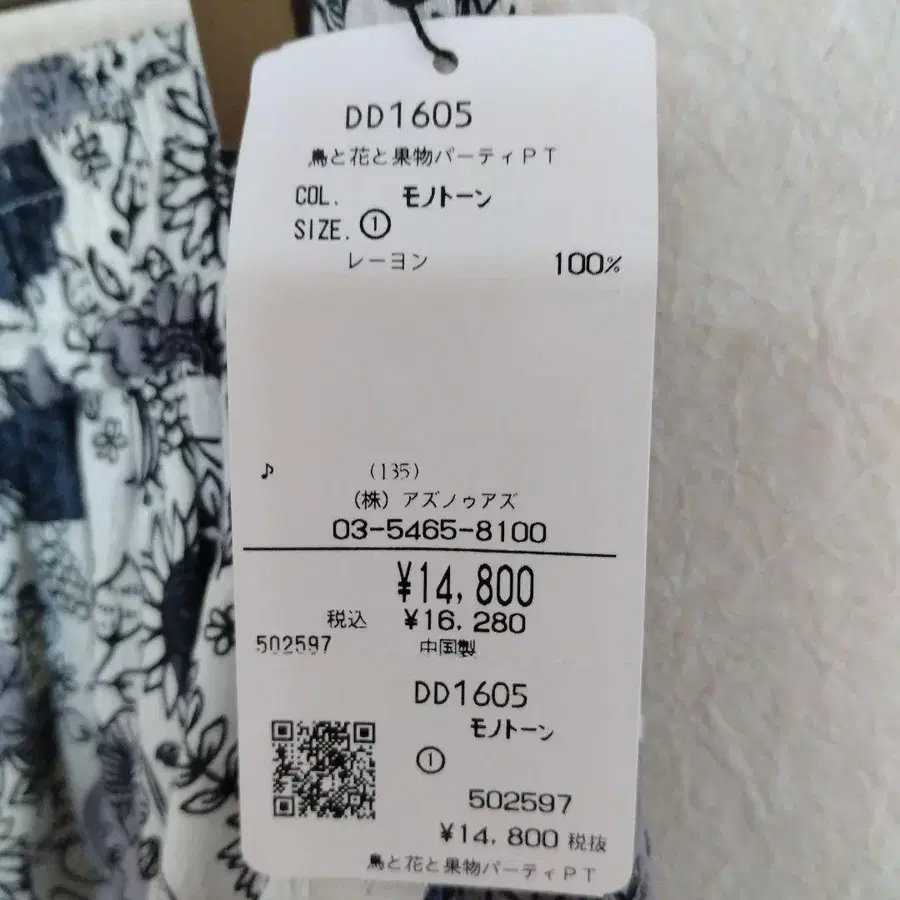 DD1605
鳥と花と果物パーティPT
COL. モノトーン
SIZE. ①
レーヨン 100%
♪ (135)
(株) アズノゥアズ
03-5465-8100
¥14,800
税込 ¥16,280
502597 中国製
DD1605
モノトーン
①
502597
¥14,800 税抜
鳥と花と果物パーティPT